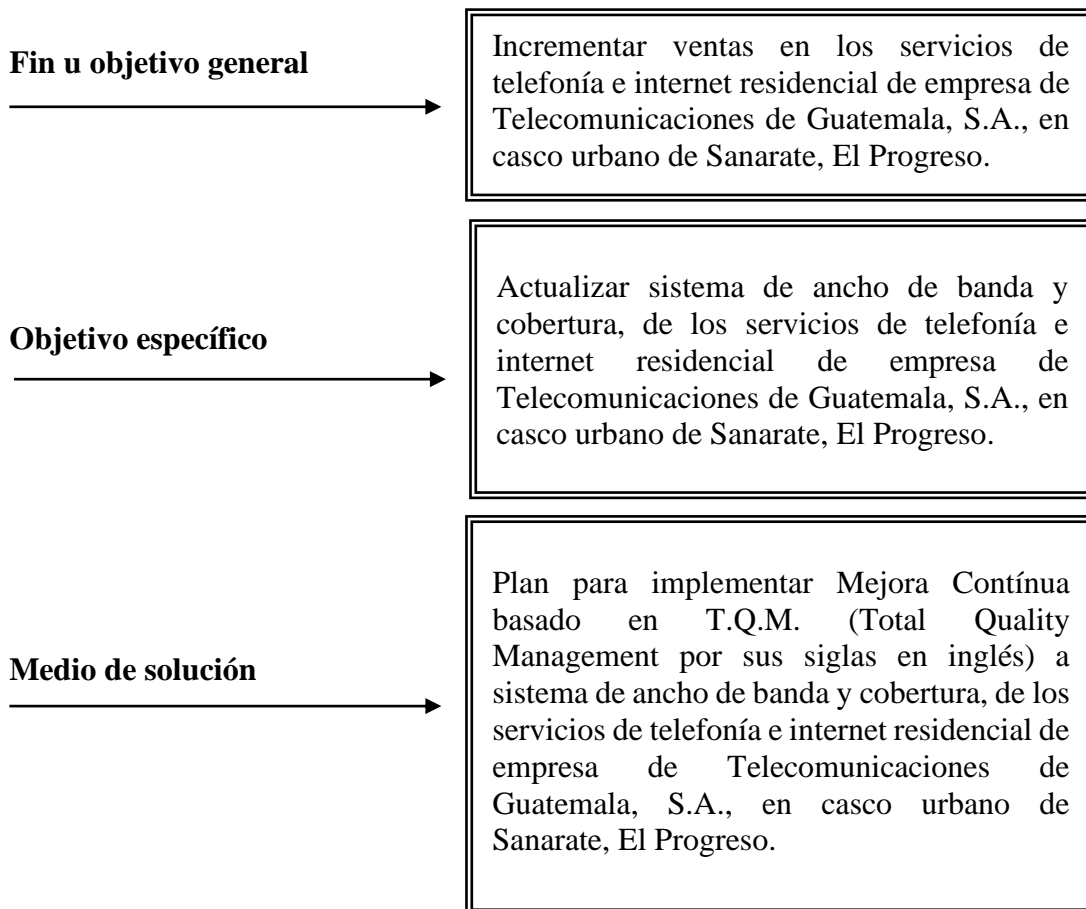 Fin u objetivo general
Incrementar ventas en los servicios de
telefonía e internet residencial de empresa de
Telecomunicaciones de Guatemala, S.A., en
casco urbano de Sanarate, El Progreso.
Objetivo específico
Actualizar sistema de ancho de banda y
cobertura, de los servicios de telefonía e
internet residencial de empresa de
Telecomunicaciones de Guatemala, S.A., en
casco urbano de Sanarate, El Progreso.
Medio de solución
Plan para implementar Mejora Contínua
basado en T.Q.M. (Total Quality
Management por sus siglas en inglés) a
sistema de ancho de banda y cobertura, de los
servicios de telefonía e internet residencial de
empresa de Telecomunicaciones de
Guatemala, S.A., en casco urbano de
Sanarate, El Progreso.